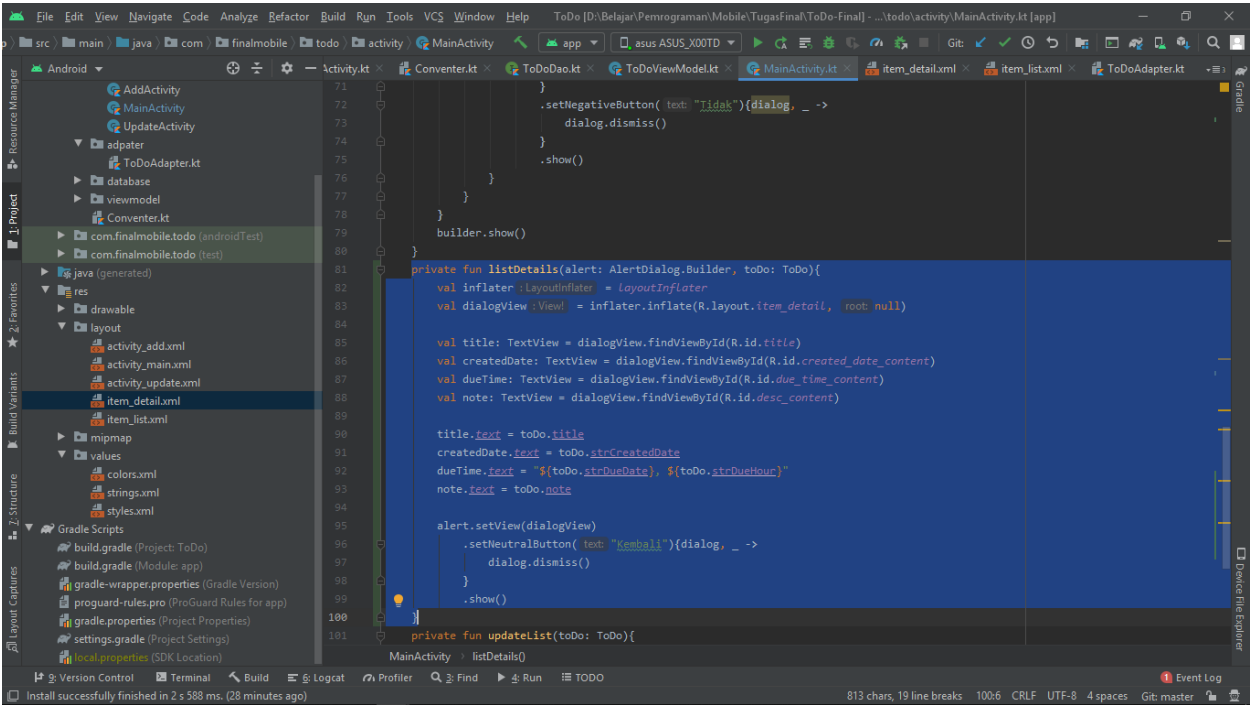 File Edit View Navigate Code Analyze Refactor Build Run Tools VCS Window Help ToDo [D:\Belajar\Pemrograman\Mobile\TugasFinal\ToDo-Final] - ...\todo\activity\MainActivity.kt [app]
src main java com finalmobile todo activity MainActivity app asus ASUS_X00TD Git:
Android
Activity.kt Conventer.kt ToDoDao.kt ToDoViewModel.kt MainActivity.kt item_detail.xml item_list.xml ToDoAdapter.kt
Resource Manager
1: Project
2: Favorites
Build Variants
7: Structure
Layout Captures
AddActivity
MainActivity
UpdateActivity
adpater
ToDoAdapter.kt
database
viewmodel
Conventer.kt
com.finalmobile.todo (androidTest)
com.finalmobile.todo (test)
java (generated)
res
drawable
layout
activity_add.xml
activity_main.xml
activity_update.xml
item_detail.xml
item_list.xml
mipmap
values
colors.xml
strings.xml
styles.xml
Gradle Scripts
build.gradle (Project: ToDo)
build.gradle (Module: app)
gradle-wrapper.properties (Gradle Version)
proguard-rules.pro (ProGuard Rules for app)
gradle.properties (Project Properties)
settings.gradle (Project Settings)
local.properties (SDK Location)
71 }
72 .setNegativeButton( text: "Tidak"){dialog, _ ->
73 dialog.dismiss()
74 }
75 .show()
76 }
77 }
78 }
79 builder.show()
80 }
81 private fun listDetails(alert: AlertDialog.Builder, toDo: ToDo){
82 val inflater : LayoutInflater = layoutInflater
83 val dialogView : View! = inflater.inflate(R.layout.item_detail, root: null)
84
85 val title: TextView = dialogView.findViewById(R.id.title)
86 val createdDate: TextView = dialogView.findViewById(R.id.created_date_content)
87 val dueTime: TextView = dialogView.findViewById(R.id.due_time_content)
88 val note: TextView = dialogView.findViewById(R.id.desc_content)
89
90 title.text = toDo.title
91 createdDate.text = toDo.strCreatedDate
92 dueTime.text = "${toDo.strDueDate}, ${toDo.strDueHour}"
93 note.text = toDo.note
94
95 alert.setView(dialogView)
96 .setNeutralButton( text: "Kembali"){dialog, _ ->
97 dialog.dismiss()
98 }
99 .show()
100 }
101 private fun updateList(toDo: ToDo){
MainActivity listDetails()
Gradle
Device File Explorer
9: Version Control Terminal Build 6: Logcat Profiler 3: Find 4: Run TODO 1 Event Log
Install successfully finished in 2 s 588 ms. (28 minutes ago) 813 chars, 19 line breaks 100:6 CRLF UTF-8 4 spaces Git: master